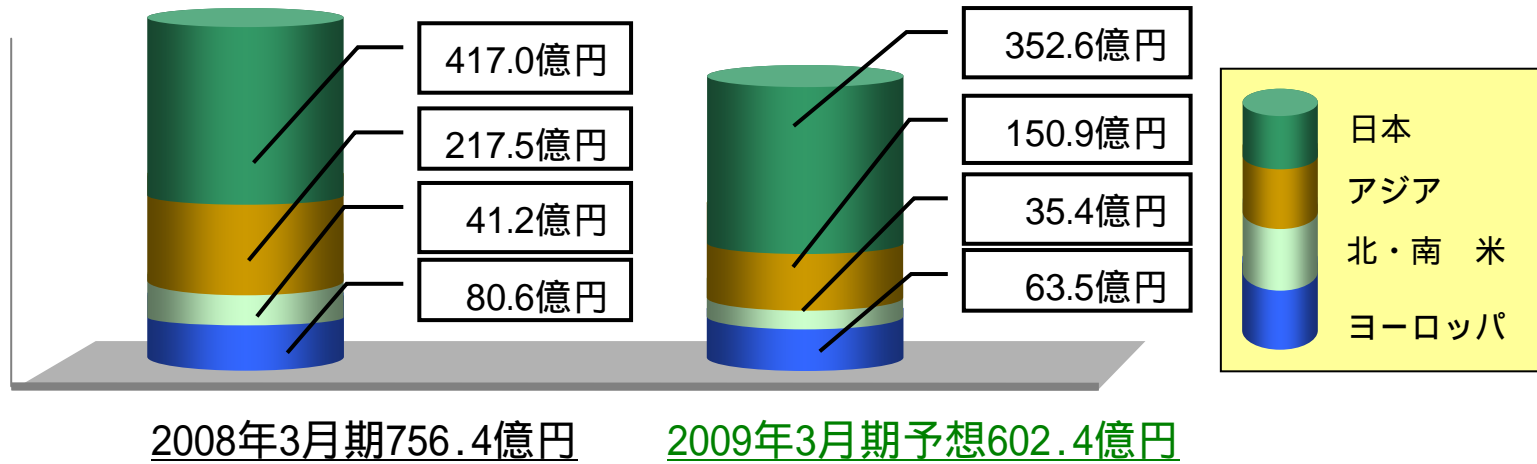 417.0億円
217.5億円
41.2億円
80.6億円
352.6億円
150.9億円
35.4億円
63.5億円
日本
アジア
北・南　米
ヨーロッパ
2008年3月期756.4億円
2009年3月期予想602.4億円